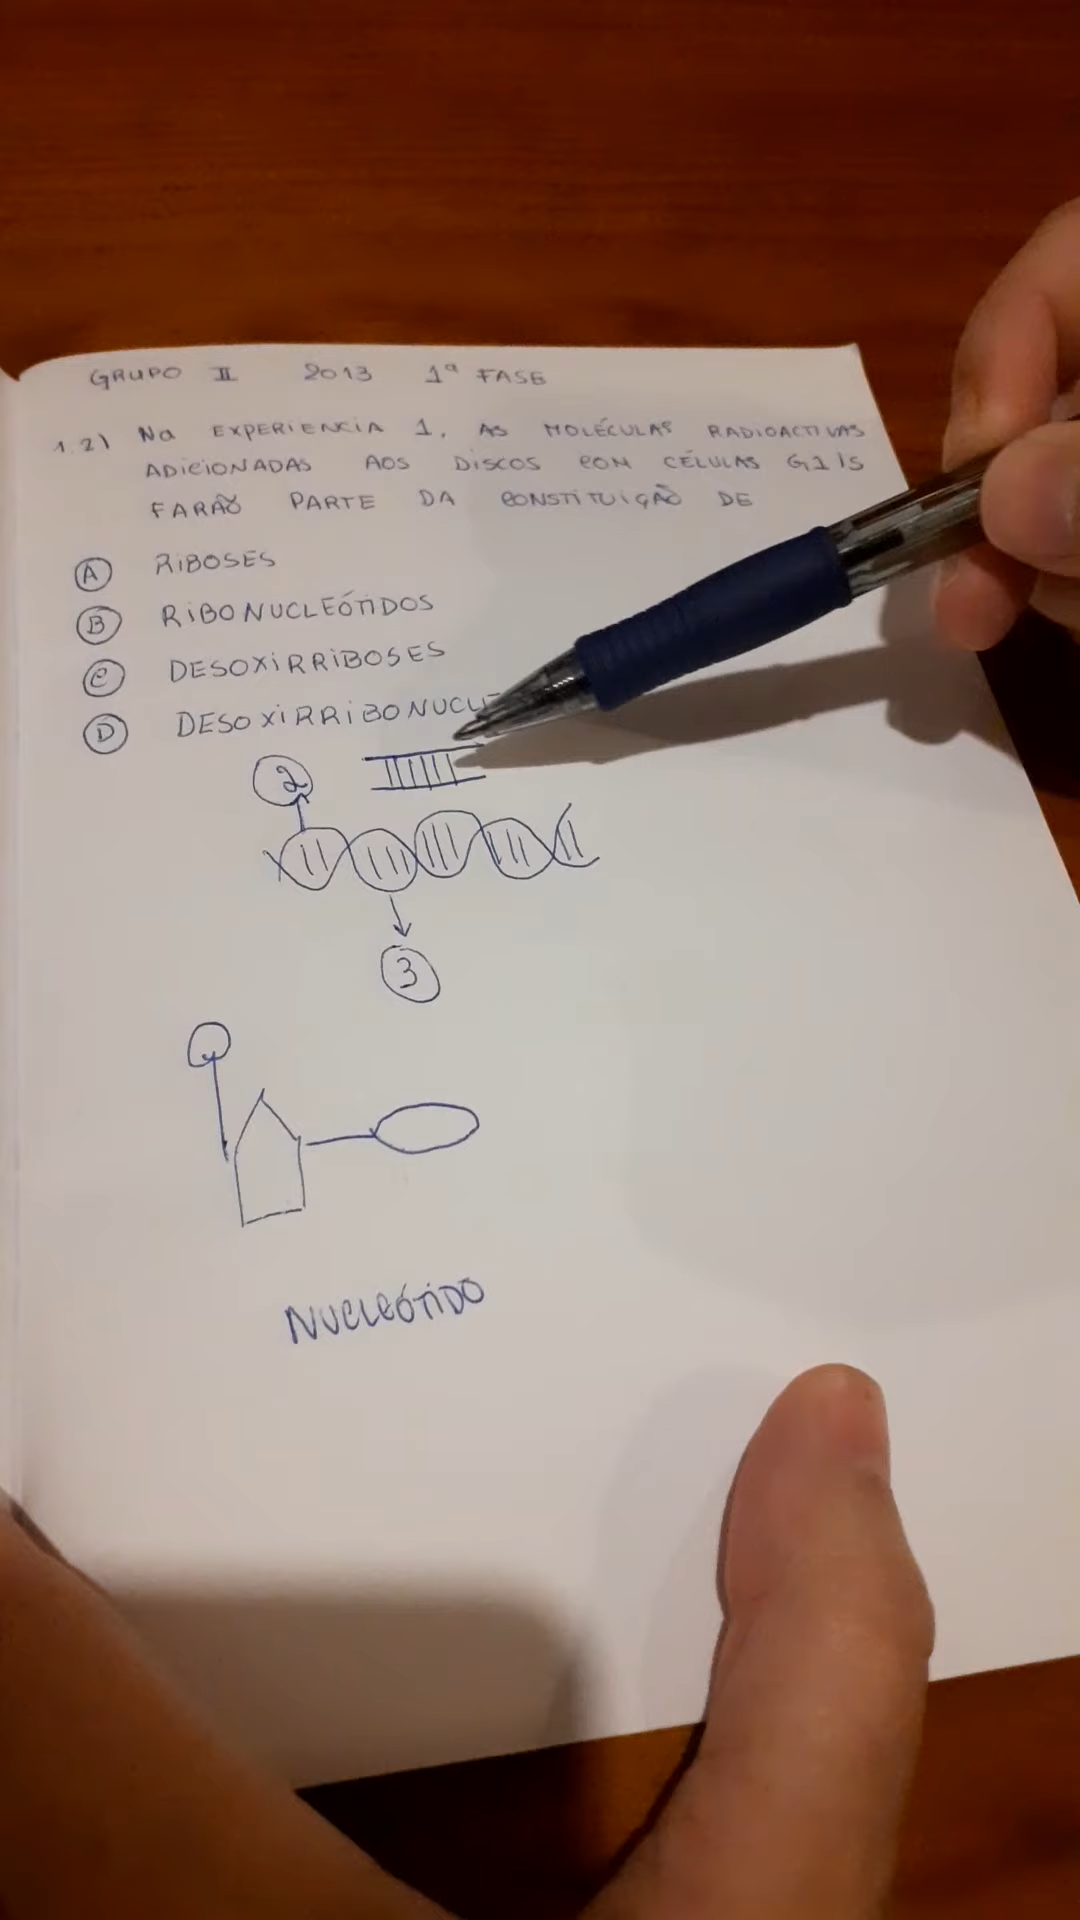 GRUPO II 2013 1ª FASE
1.2) Na EXPERIENCIA 1, AS MOLÉCULAS RADIOACTIVAS
ADICIONADAS AOS DISCOS COM CÉLULAS G1/S
FARÃO PARTE DA CONSTITUIÇÃO DE
A RIBOSES
B RIBONUCLEÓTIDOS
C DESOXIRRIBOSES
D
2
3
NUCLEÓTIDO